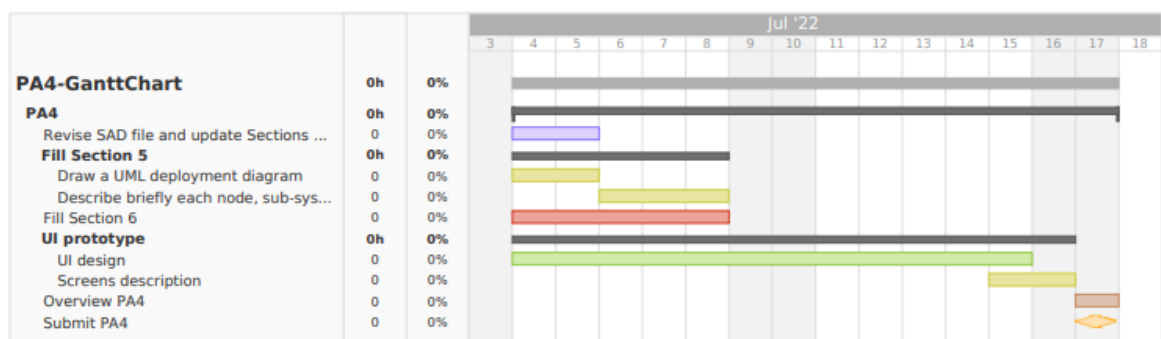 Jul '22
3 4 5 6 7 8 9 10 11 12 13 14 15 16 17 18
PA4-GanttChart 0h 0%
PA4 0h 0%
Revise SAD file and update Sections ... 0 0%
Fill Section 5 0h 0%
Draw a UML deployment diagram 0 0%
Describe briefly each node, sub-sys... 0 0%
Fill Section 6 0 0%
UI prototype 0h 0%
UI design 0 0%
Screens description 0 0%
Overview PA4 0 0%
Submit PA4 0 0%